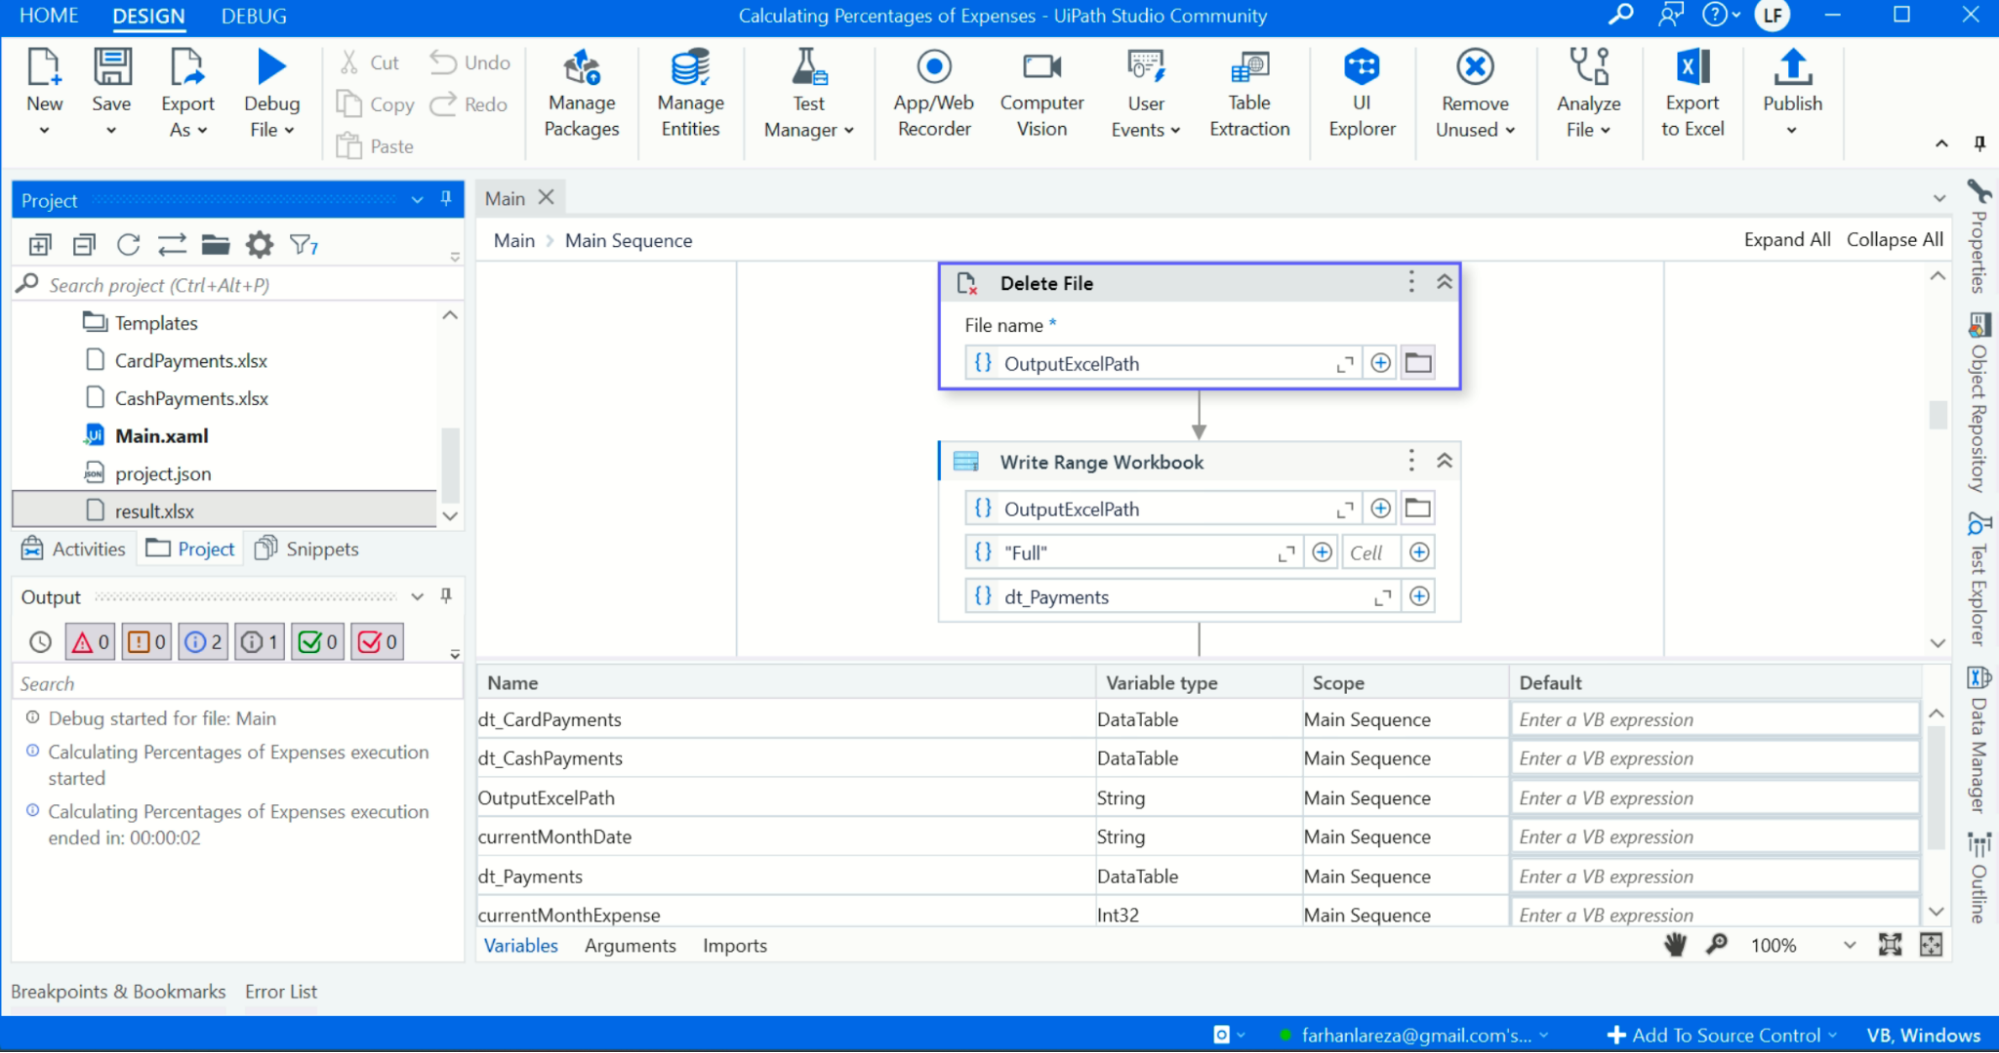 HOME DESIGN DEBUG Calculating Percentages of Expenses - UiPath Studio Community LF
New Save Export As Debug File
Cut Copy Paste Undo Redo
Manage Packages
Manage Entities
Test Manager
App/Web Recorder
Computer Vision
User Events
Table Extraction
UI Explorer
Remove Unused
Analyze File
Export to Excel
Publish
Project
7
Search project (Ctrl+Alt+P)
Templates
CardPayments.xlsx
CashPayments.xlsx
Main.xaml
project.json
result.xlsx
Activities Project Snippets
Output
0 0 2 1 0 0
Search
Debug started for file: Main
Calculating Percentages of Expenses execution
started
Calculating Percentages of Expenses execution
ended in: 00:00:02
Main
Main > Main Sequence Expand All Collapse All
Delete File
File name *
OutputExcelPath
Write Range Workbook
OutputExcelPath
"Full" Cell
dt_Payments
Name Variable type Scope Default
dt_CardPayments DataTable Main Sequence Enter a VB expression
dt_CashPayments DataTable Main Sequence Enter a VB expression
OutputExcelPath String Main Sequence Enter a VB expression
currentMonthDate String Main Sequence Enter a VB expression
dt_Payments DataTable Main Sequence Enter a VB expression
currentMonthExpense Int32 Main Sequence Enter a VB expression
Variables Arguments Imports 100%
Properties
Object Repository
Test Explorer
Data Manager
Outline
Breakpoints & Bookmarks Error List
farhanlareza@gmail.com's... Add To Source Control VB, Windows